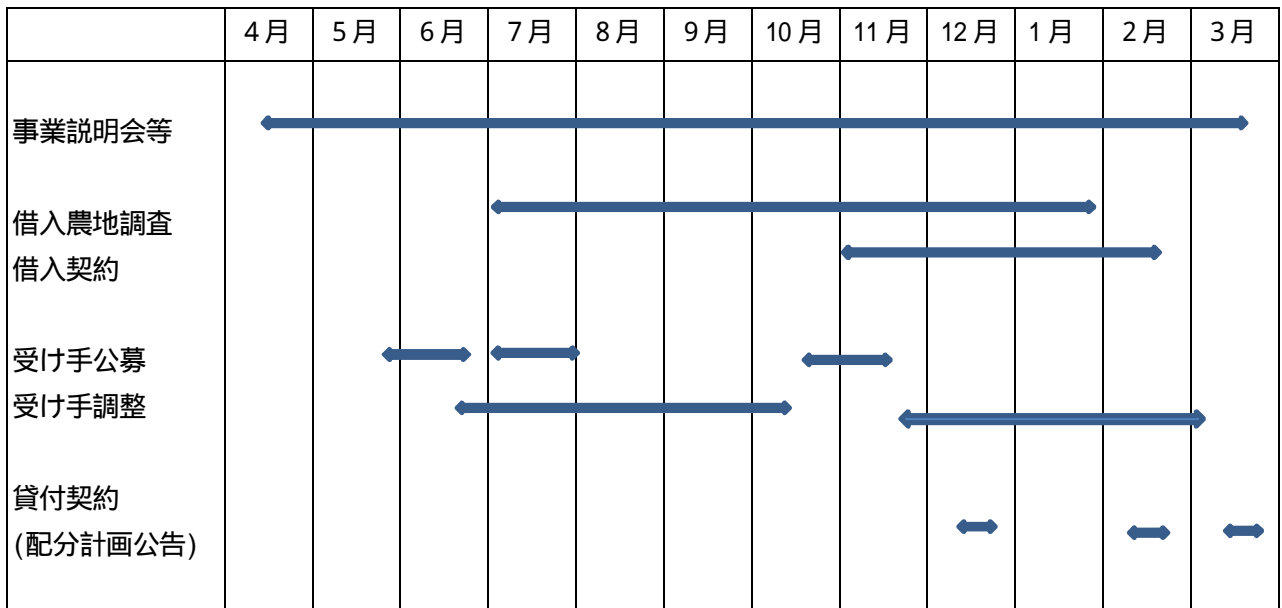 4月 5月 6月 7月 8月 9月 10月 11月 12月 1月 2月 3月
事業説明会等
借入農地調査
借入契約
受け手公募
受け手調整
貸付契約
(配分計画公告)